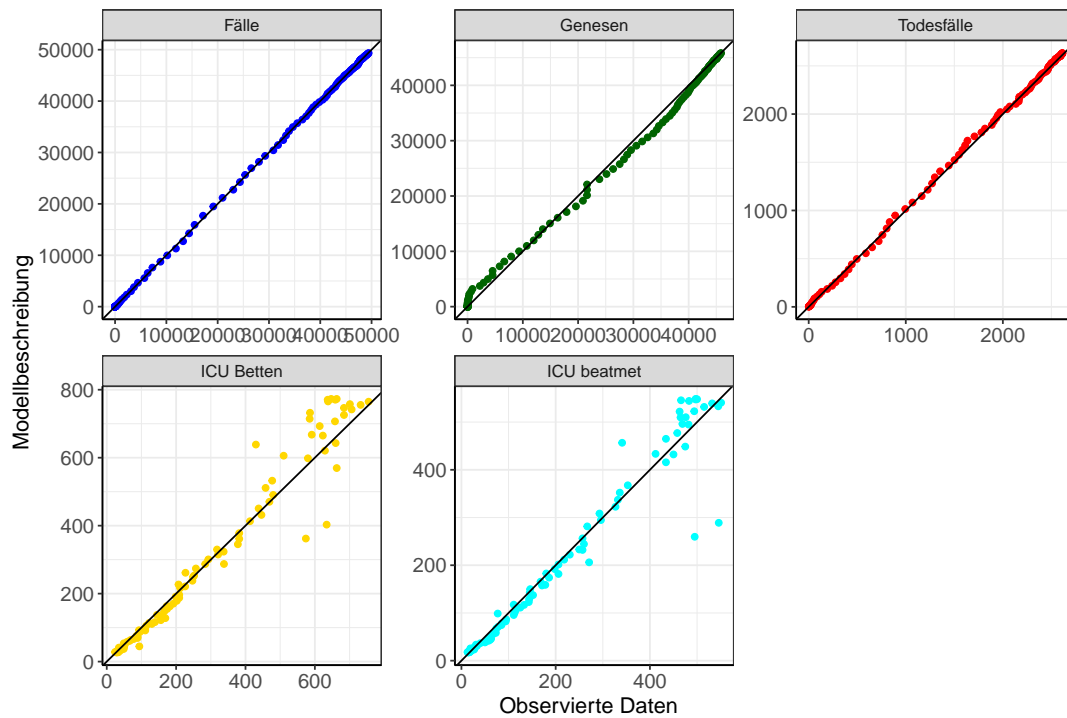 Fälle
Genesen
Todesfälle
50000
40000
30000
20000
10000
0
0 10000 20000 30000 40000 50000
40000
30000
20000
10000
0
0 10000 20000 30000 40000
2000
1000
0
0 1000 2000
Modellbeschreibung
ICU Betten
ICU beatmet
800
600
400
200
0
200 400 600
400
200
0
0 200 400
Observierte Daten